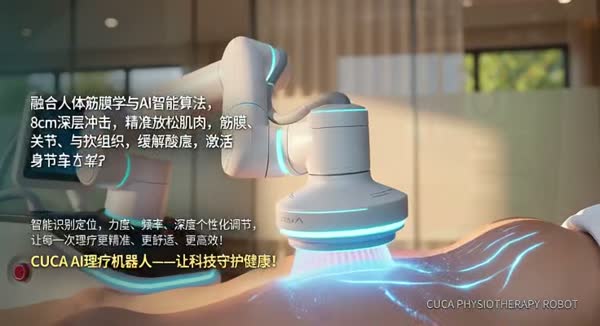 融合人体筋膜学与AI智能算法，
8cm深层冲击，精准放松肌肉，筋膜、
关节、与扰组织，缓解酸底，激活
身节
智能识别定位，力度、频率、深度个性化调节，
让每一次理疗更精准、更舒适、更高效！
CUCA AI理疗机器人——让科技守护健康！
CUCA PHYSIOTHERAPY ROBOT